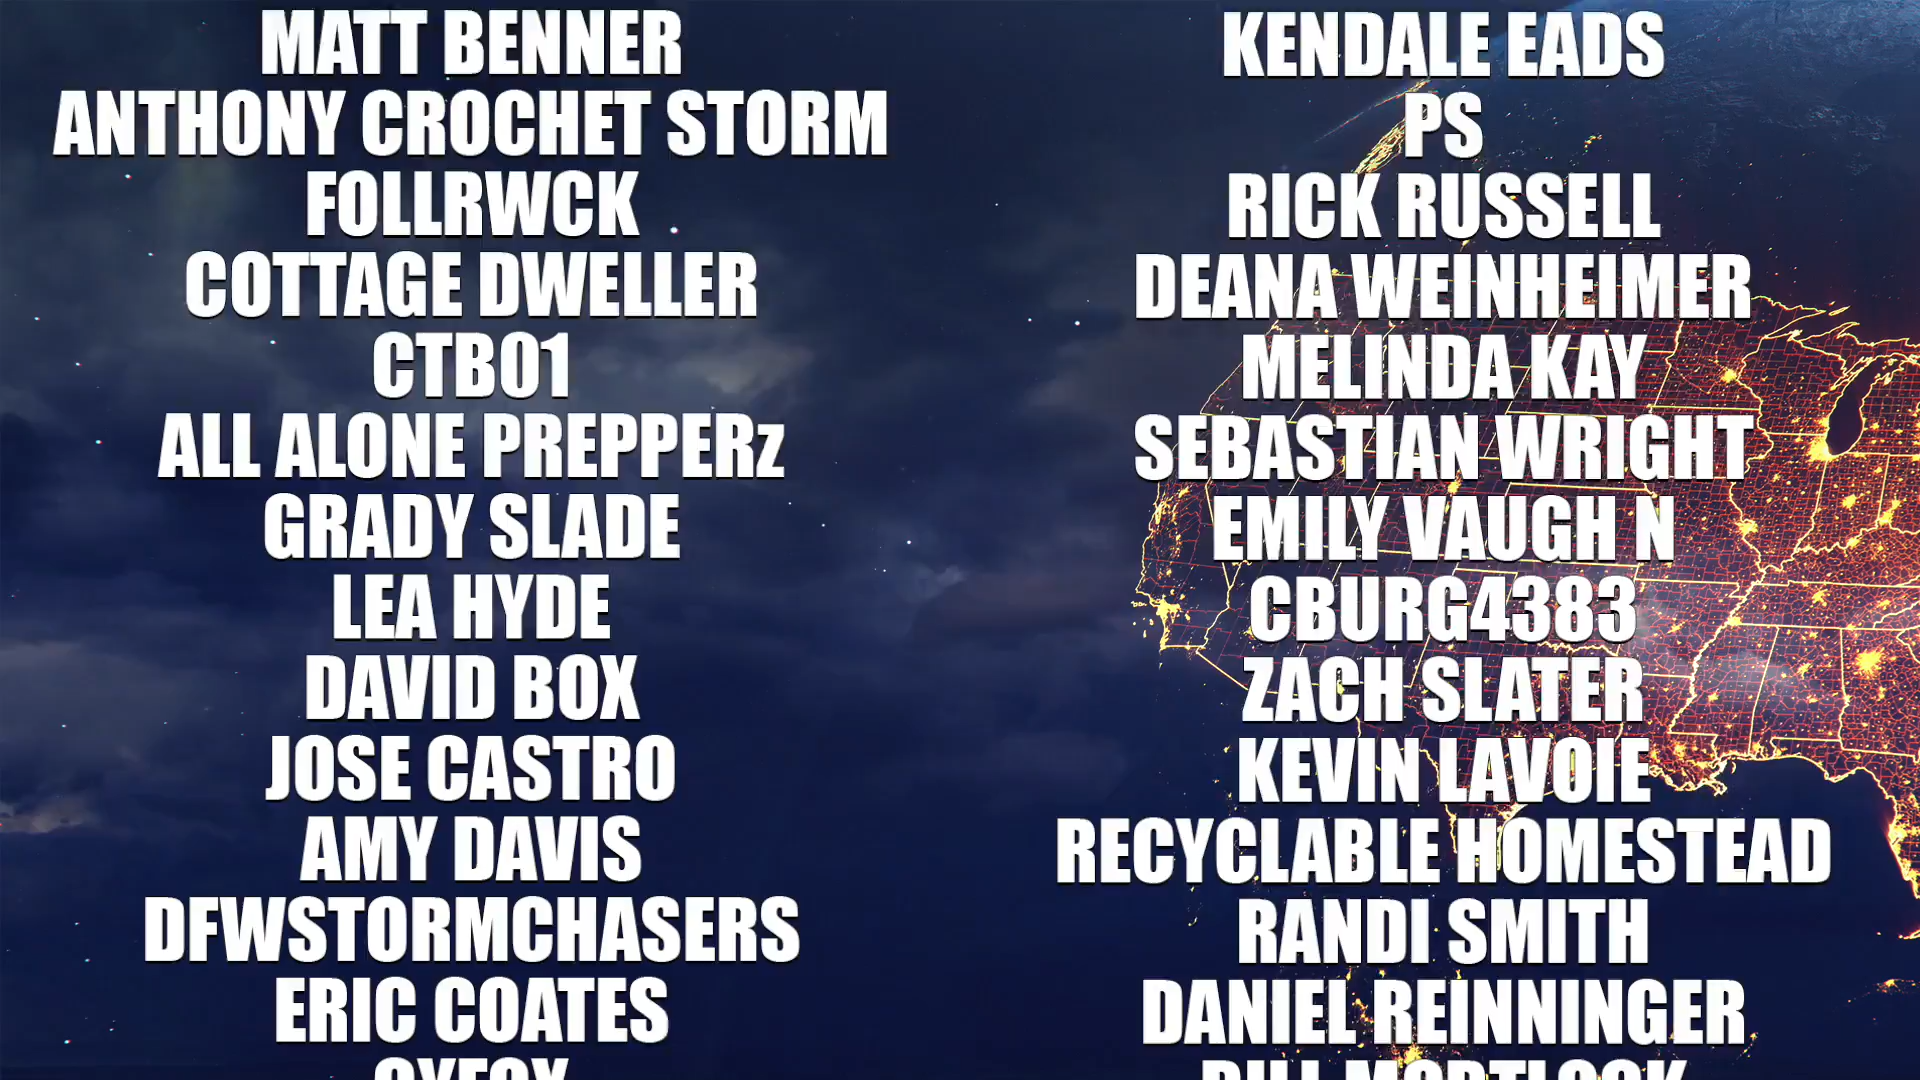 MATT BENNER
ANTHONY CROCHET STORM
FOLLRWCK
COTTAGE DWELLER
CTB01
ALL ALONE PREPPERz
GRADY SLADE
LEA HYDE
DAVID BOX
JOSE CASTRO
AMY DAVIS
DFWSTORMCHASERS
ERIC COATES
KENDALE EADS
PS
RICK RUSSELL
DEANA WEINHEIMER
MELINDA KAY
SEBASTIAN WRIGHT
EMILY VAUGH N
CBURG4383
ZACH SLATER
KEVIN LAVOIE
RECYCLABLE HOMESTEAD
RANDI SMITH
DANIEL REINNINGER